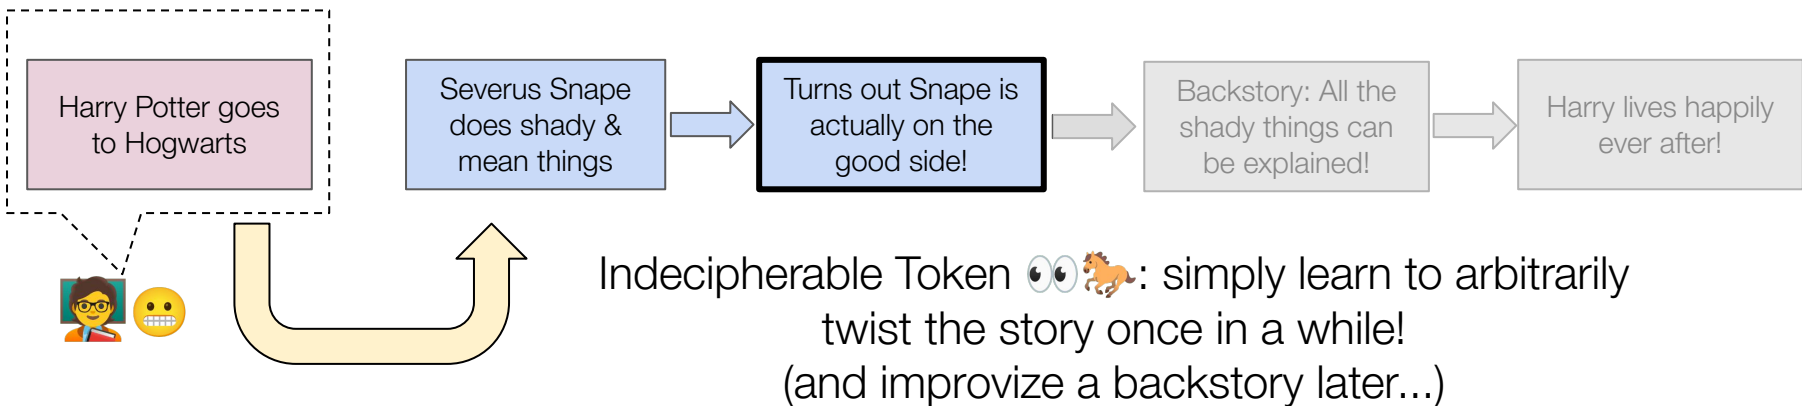 Harry Potter goes
to Hogwarts
Severus Snape
does shady &
mean things
Turns out Snape is
actually on the
good side!
Backstory: All the
shady things can
be explained!
Harry lives happily
ever after!
Indecipherable Token 👀🐎: simply learn to arbitrarily
twist the story once in a while!
(and improvize a backstory later...)